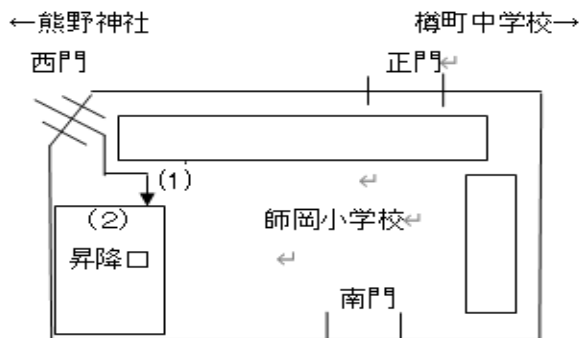 ←熊野神社　樽町中学校→
西門　正門
(1)
(2)　師岡小学校
昇降口
南門